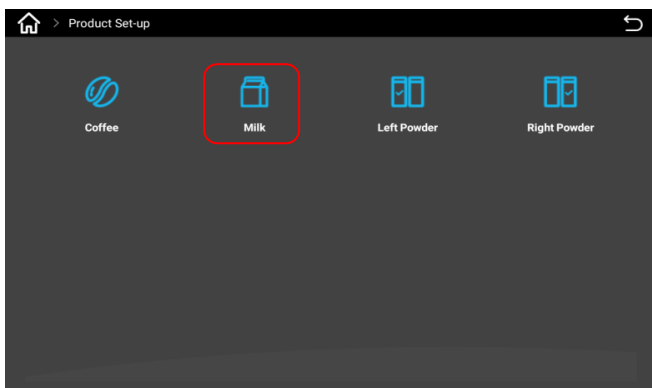 > Product Set-up
Coffee
Milk
Left Powder
Right Powder